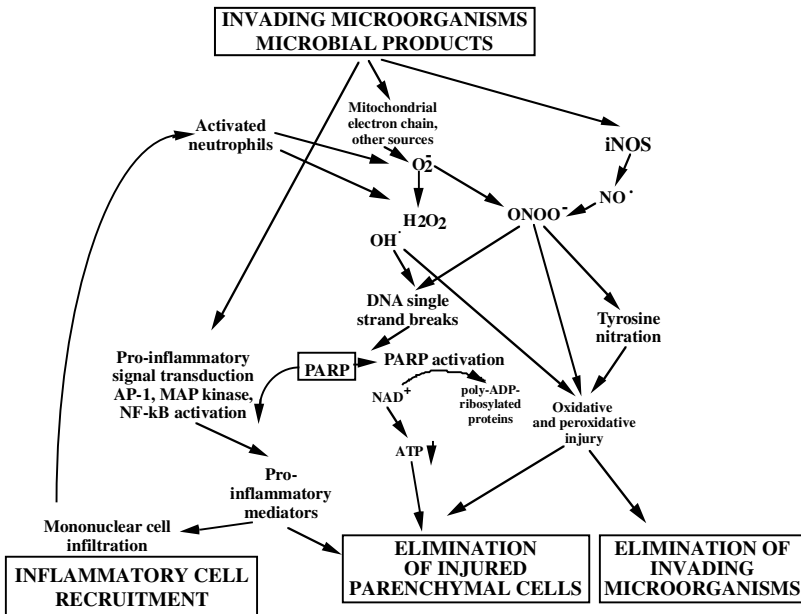 INVADING MICROORGANISMS
MICROBIAL PRODUCTS
Mitochondrial
electron chain,
other sources
Activated
neutrophils
iNOS
O2-
NO·
H2O2
ONOO-
OH·
DNA single
strand breaks
Tyrosine
nitration
Pro-inflammatory
signal transduction
AP-1, MAP kinase,
NF-kB activation
PARP
PARP activation
NAD+
poly-ADP-
ribosylated
proteins
Oxidative
and peroxidative
injury
ATP
Pro-
inflammatory
mediators
Mononuclear cell
infiltration
INFLAMMATORY CELL
RECRUITMENT
ELIMINATION
OF INJURED
PARENCHYMAL CELLS
ELIMINATION OF
INVADING
MICROORGANISMS